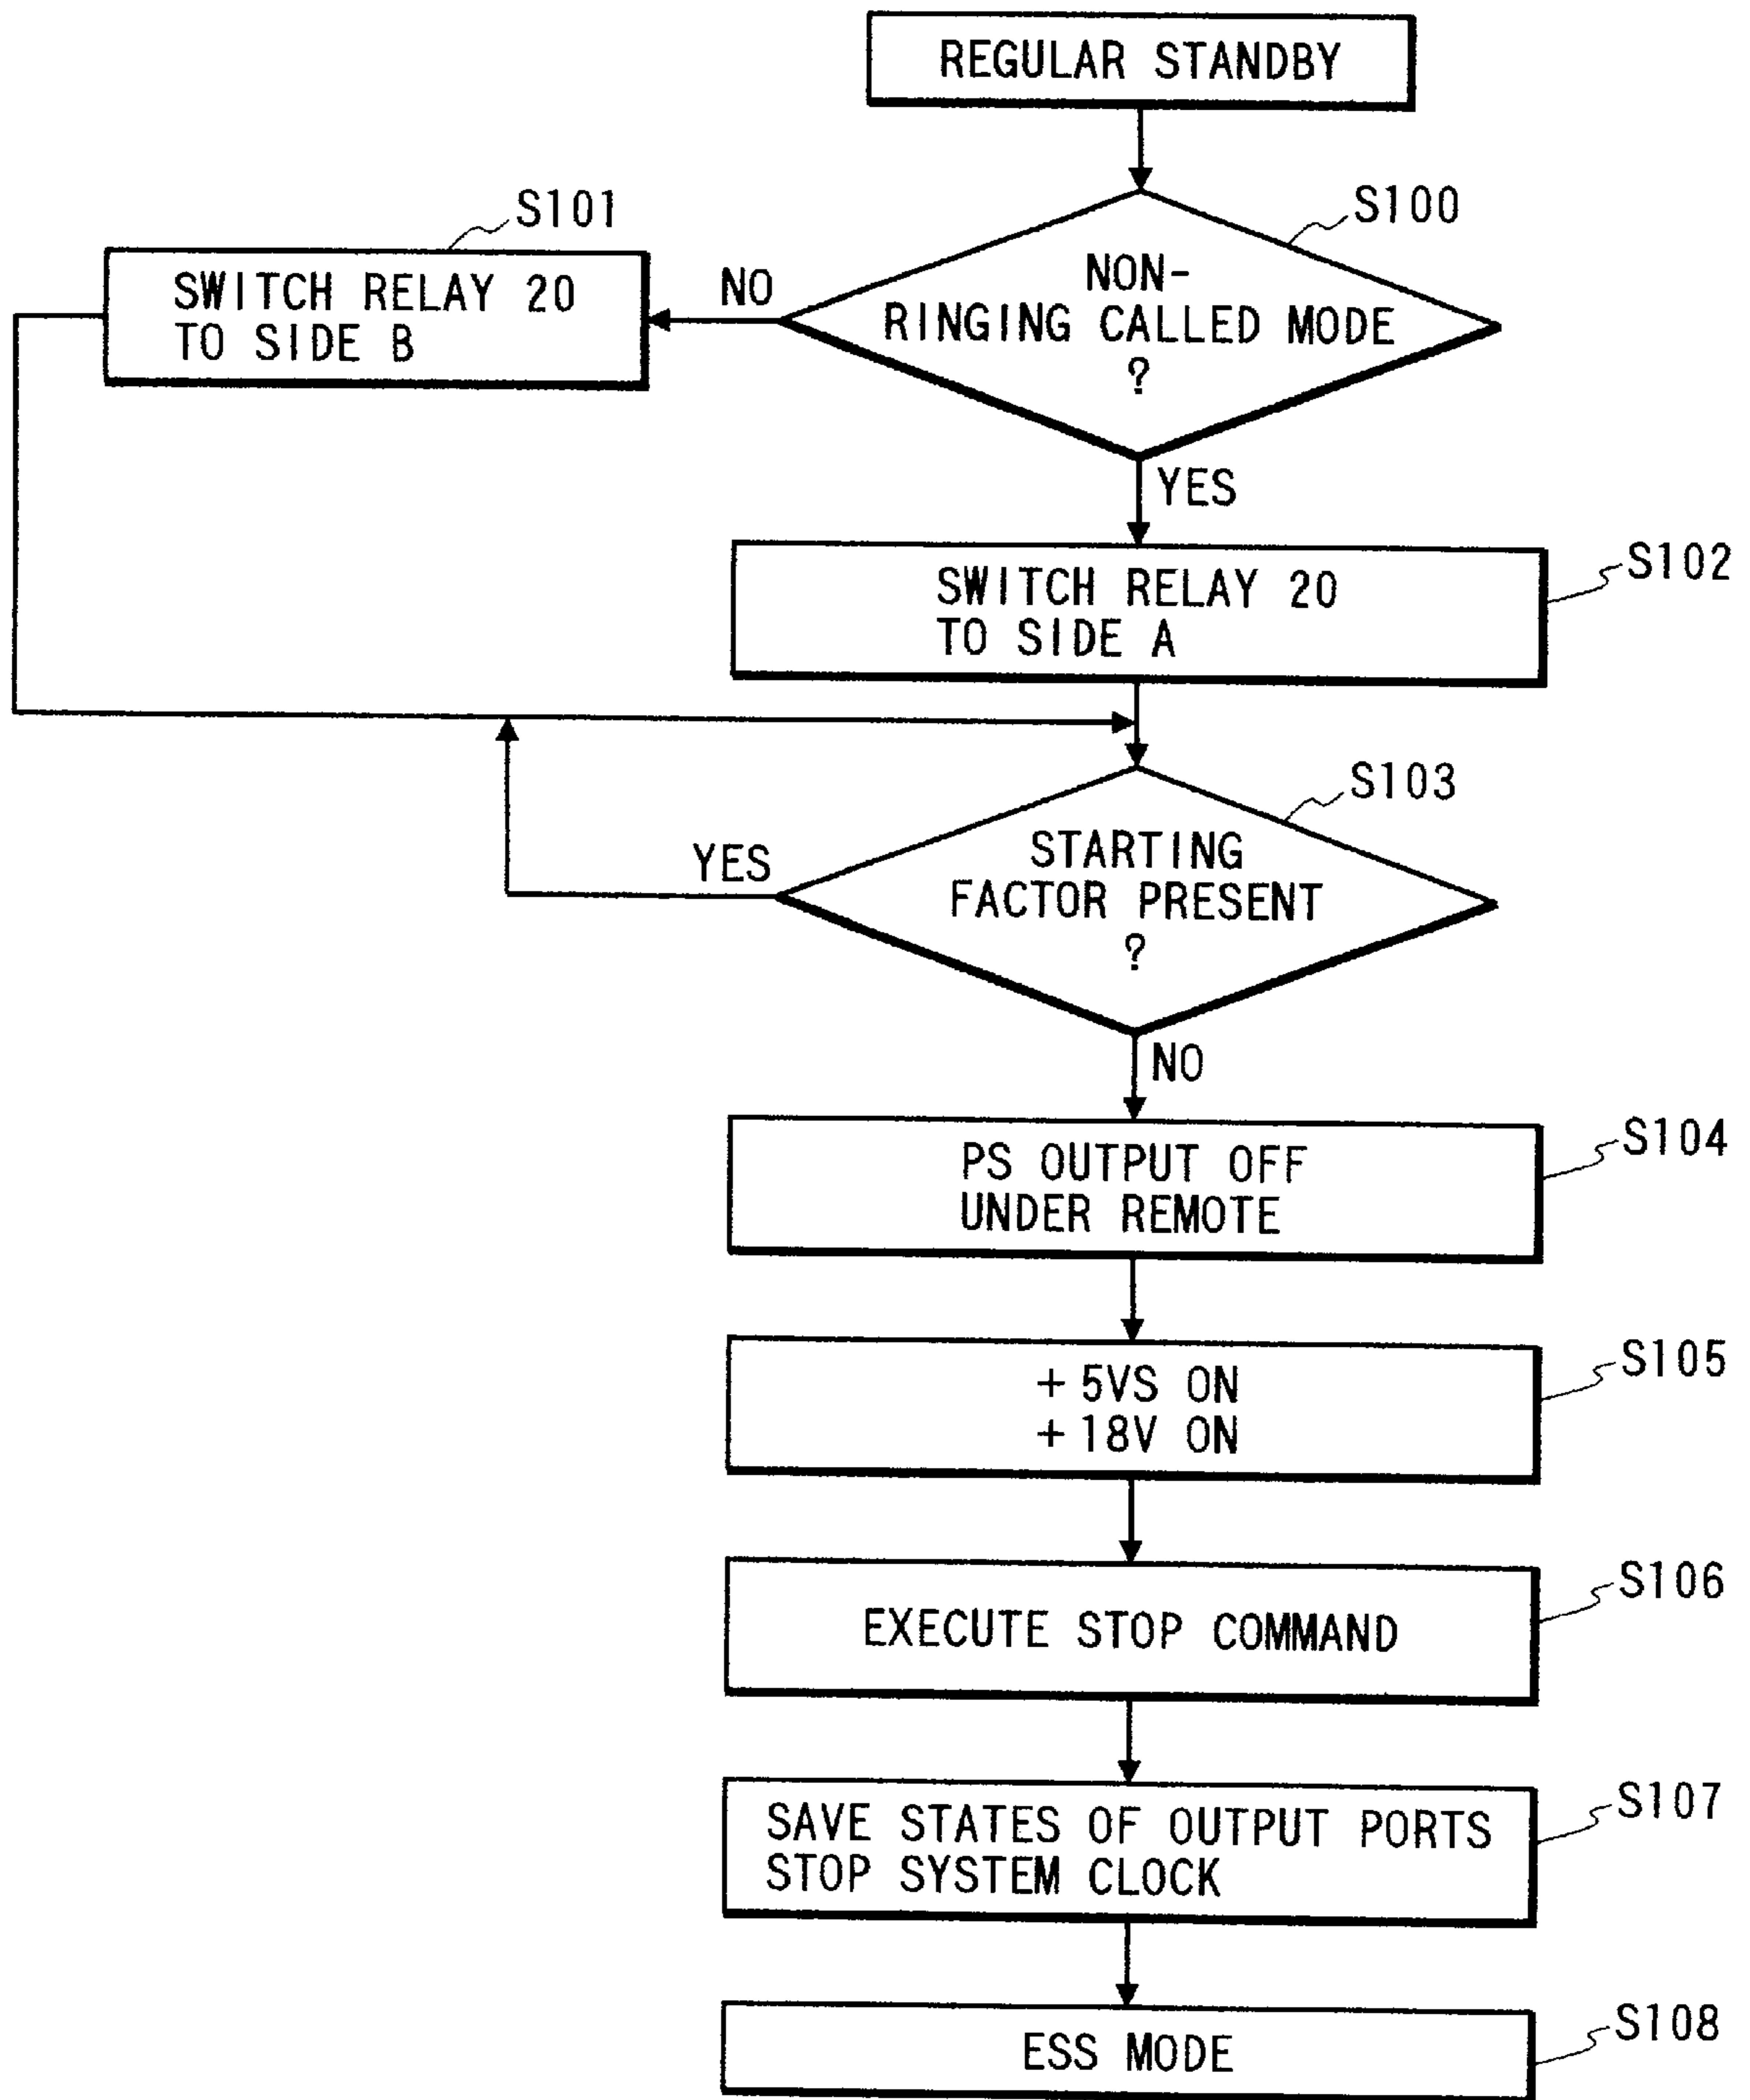 REGULAR STANDBY
S101
S100
SWITCH RELAY 20
TO SIDE B
NO
NON-
RINGING CALLED MODE
?
YES
SWITCH RELAY 20
TO SIDE A
S102
S103
YES
STARTING
FACTOR PRESENT
?
NO
PS OUTPUT OFF
UNDER REMOTE
S104
+5VS ON
+18V ON
S105
EXECUTE STOP COMMAND
S106
SAVE STATES OF OUTPUT PORTS
STOP SYSTEM CLOCK
S107
ESS MODE
S108